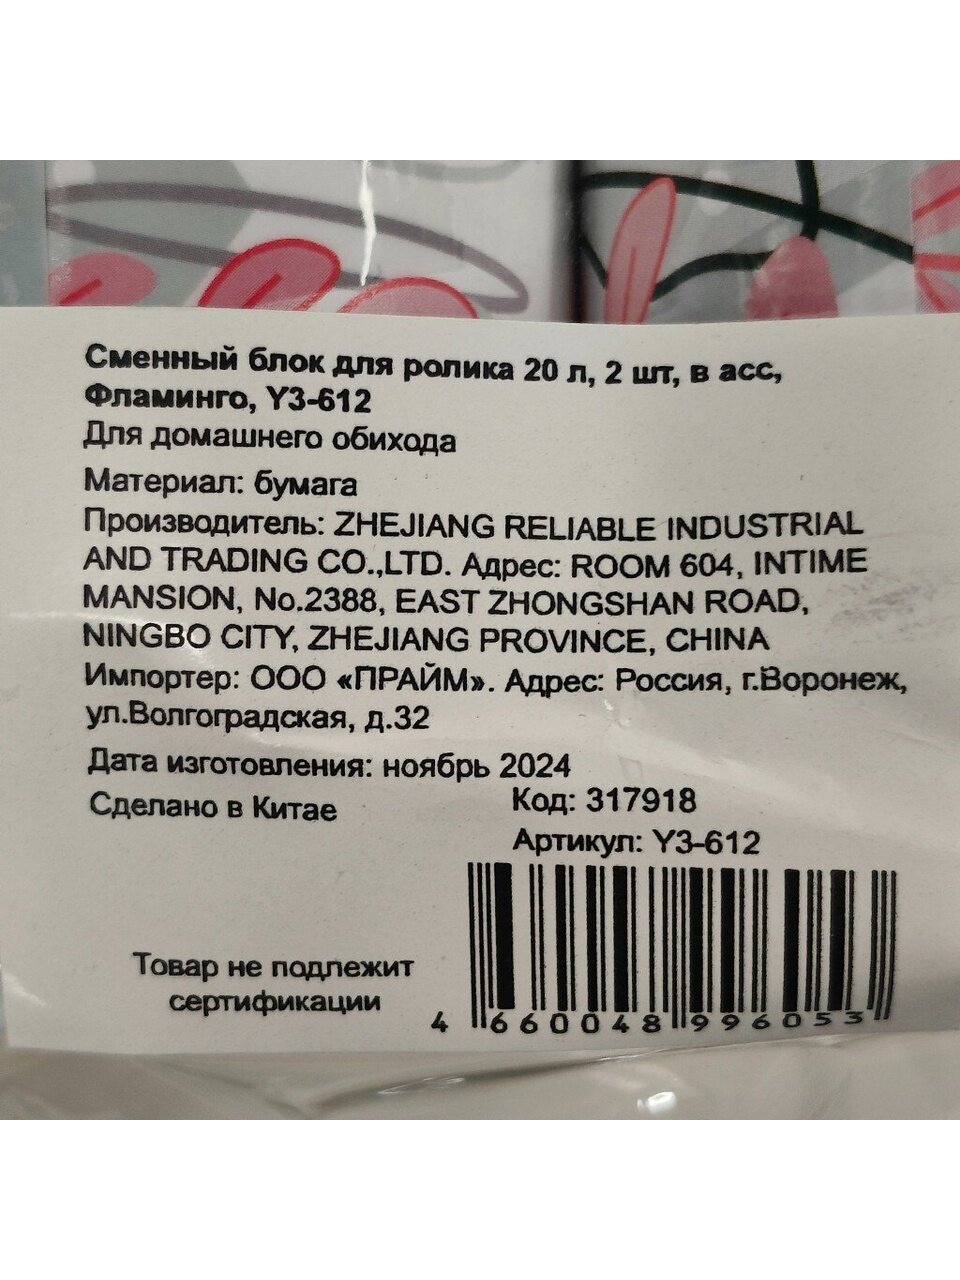 Сменный блок для ролика 20 л, 2 шт, в асс,
Фламинго, Y3-612
Для домашнего обихода
Материал: бумага
Производитель: ZHEJIANG RELIABLE INDUSTRIAL
AND TRADING CO.,LTD. Адрес: ROOM 604, INTIME
MANSION, No.2388, EAST ZHONGSHAN ROAD,
NINGBO CITY, ZHEJIANG PROVINCE, CHINA
Импортер: ООО «ПРАЙМ». Адрес: Россия, г.Воронеж,
ул.Волгоградская, д.32
Дата изготовления: ноябрь 2024
Сделано в Китае
Код: 317918
Артикул: Y3-612
Товар не подлежит
сертификации
4 660048 996053